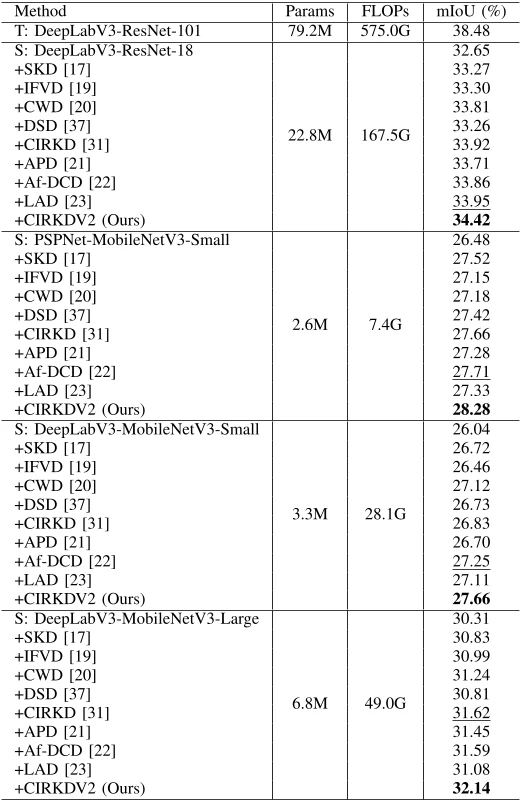 Method Params FLOPs mIoU (%)
T: DeepLabV3-ResNet-101 79.2M 575.0G 38.48
S: DeepLabV3-ResNet-18 32.65
+SKD [17] 33.27
+IFVD [19] 33.30
+CWD [20] 33.81
+DSD [37] 33.26
22.8M 167.5G
+CIRKD [31] 33.92
+APD [21] 33.71
+Af-DCD [22] 33.86
+LAD [23] 33.95
+CIRKDV2 (Ours) 34.42
S: PSPNet-MobileNetV3-Small 26.48
+SKD [17] 27.52
+IFVD [19] 27.15
+CWD [20] 27.18
+DSD [37] 27.42
2.6M 7.4G
+CIRKD [31] 27.66
+APD [21] 27.28
+Af-DCD [22] 27.71
+LAD [23] 27.33
+CIRKDV2 (Ours) 28.28
S: DeepLabV3-MobileNetV3-Small 26.04
+SKD [17] 26.72
+IFVD [19] 26.46
+CWD [20] 27.12
+DSD [37] 26.73
3.3M 28.1G
+CIRKD [31] 26.83
+APD [21] 26.70
+Af-DCD [22] 27.25
+LAD [23] 27.11
+CIRKDV2 (Ours) 27.66
S: DeepLabV3-MobileNetV3-Large 30.31
+SKD [17] 30.83
+IFVD [19] 30.99
+CWD [20] 31.24
+DSD [37] 30.81
6.8M 49.0G
+CIRKD [31] 31.62
+APD [21] 31.45
+Af-DCD [22] 31.59
+LAD [23] 31.08
+CIRKDV2 (Ours) 32.14